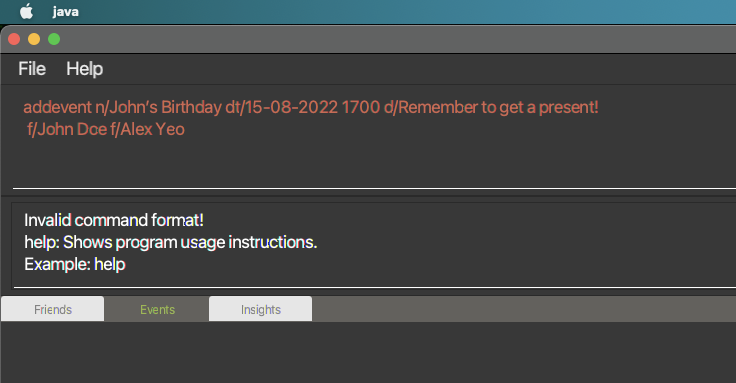 java
File Help
addevent n/John's Birthday dt/15-08-2022 1700 d/Remember to get a present!
f/John Doe f/Alex Yeo
Invalid command format!
help: Shows program usage instructions.
Example: help
Friends Events Insights